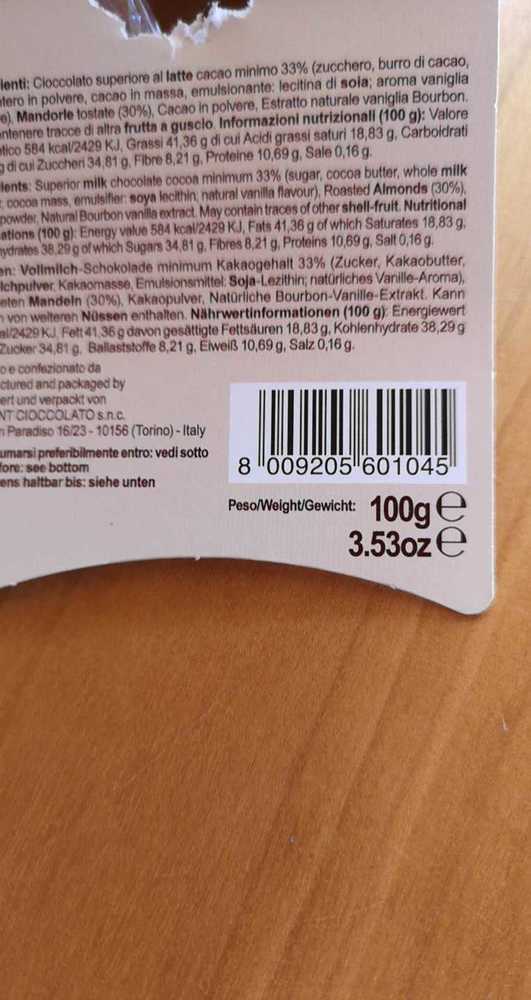 ienti: Cioccolato superiore al latte cacao minimo 33% (zucchero, burro di cacao,
ntero in polvere, cacao in massa, emulsionante: lecitina di soia; aroma vaniglia
e), Mandorle tostate (30%), Cacao in polvere, Estratto naturale vaniglia Bourbon.
ntenere tracce di altra frutta a guscio. Informazioni nutrizionali (100 g): Valore
tico 584 kcal/2429 KJ, Grassi 41,36 g di cui Acidi grassi saturi 18,83 g, Carboidrati
g di cui Zuccheri 34,81 g, Fibre 8,21 g, Proteine 10,69 g, Sale 0,16 g.
ients: Superior milk chocolate cocoa minimum 33% (sugar, cocoa butter, whole milk
, cocoa mass, emulsifier: soya lecithin; natural vanilla flavour), Roasted Almonds (30%),
powder, Natural Bourbon vanilla extract. May contain traces of other shell-fruit. Nutritional
ations (100 g): Energy value 584 kcal/2429 KJ, Fats 41,36 g of which Saturates 18,83 g,
hydrates 38,29 g of which Sugars 34,81 g, Fibres 8,21 g, Proteins 10,69 g, Salt 0,16 g.
en: Vollmilch-Schokolade minimum Kakaogehalt 33% (Zucker, Kakaobutter,
lchpulver, Kakaomasse, Emulsionsmittel: Soja-Lezithin; natürliches Vanille-Aroma),
eten Mandeln (30%), Kakaopulver, Natürliche Bourbon-Vanille-Extrakt. Kann
n von weiteren Nüssen enthalten. Nährwertinformationen (100 g): Energiewert
al/2429 KJ, Fett 41,36 g davon gesättigte Fettsäuren 18,83 g, Kohlenhydrate 38,29 g
Zucker 34,81 g, Ballaststoffe 8,21 g, Eiweiß 10,69 g, Salz 0,16 g.
o e confezionato da
ctured and packaged by
ert und verpackt von
NT CIOCCOLATO s.n.c.
n Paradiso 16/23 - 10156 (Torino) - Italy
umarsi preferibilmente entro: vedi sotto
fore: see bottom
ens haltbar bis: siehe unten
8 009205 601045
Peso/Weight/Gewicht: 100g e
3.53oz e